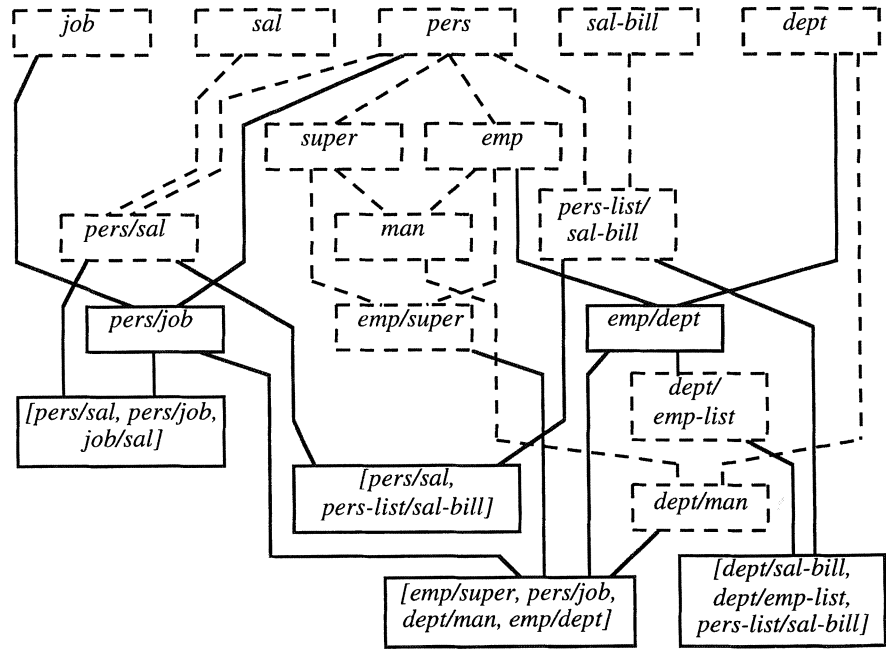 job
sal
pers
sal-bill
dept
super
emp
pers/sal
man
pers-list/
sal-bill
pers/job
emp/super
emp/dept
dept/
emp-list
[pers/sal, pers/job,
job/sal]
[pers/sal,
pers-list/sal-bill]
dept/man
[emp/super, pers/job,
dept/man, emp/dept]
[dept/sal-bill,
dept/emp-list,
pers-list/sal-bill]